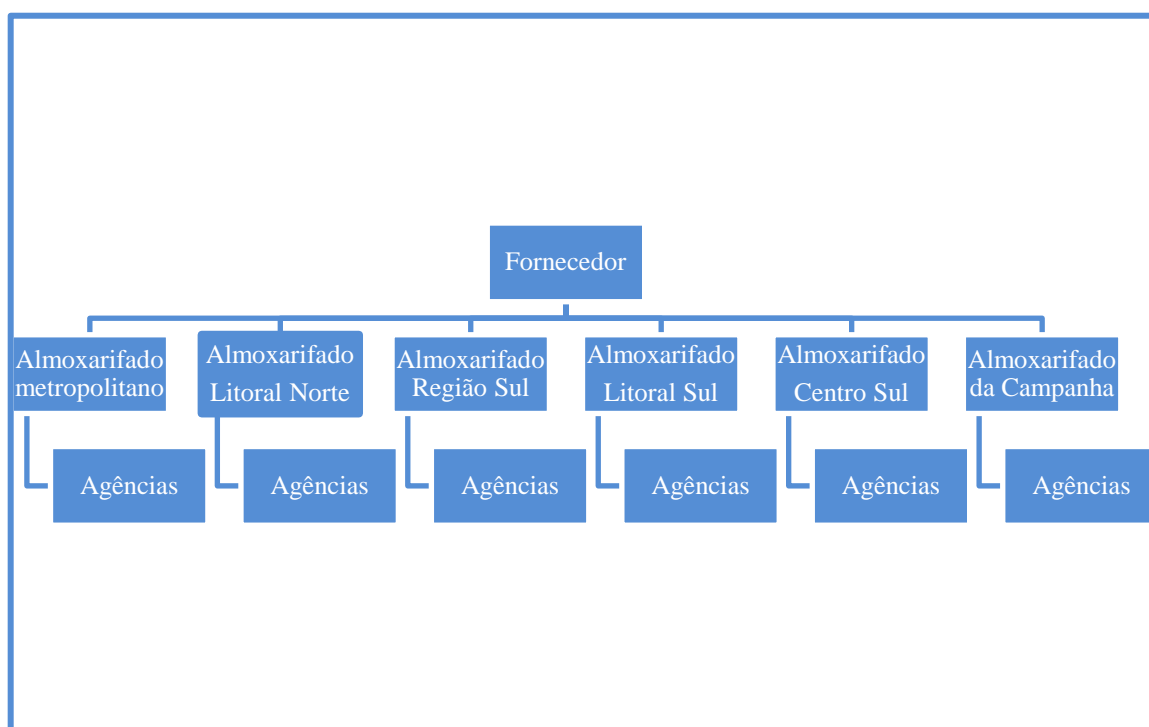 Fornecedor
Almoxarifado
metropolitano
Almoxarifado
Litoral Norte
Almoxarifado
Região Sul
Almoxarifado
Litoral Sul
Almoxarifado
Centro Sul
Almoxarifado
da Campanha
Agências
Agências
Agências
Agências
Agências
Agências